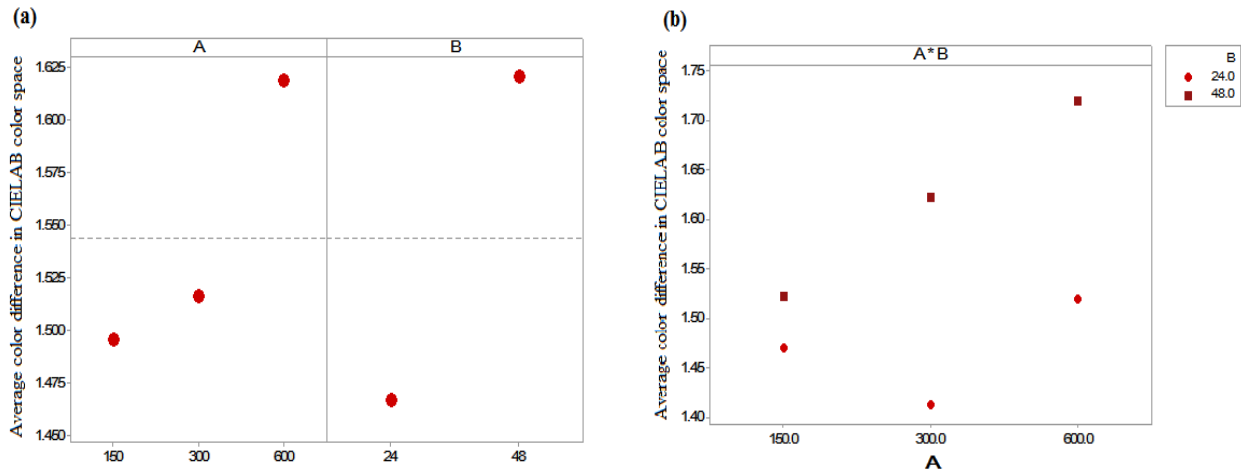 (a)
A B
Average color difference in CIELAB color space
1.625
1.600
1.575
1.550
1.525
1.500
1.475
1.450
150 300 600 24 48
(b)
A*B
Average color difference in CIELAB color space
1.75
1.70
1.65
1.60
1.55
1.50
1.45
1.40
150.0 300.0 600.0
A
B
24.0
48.0